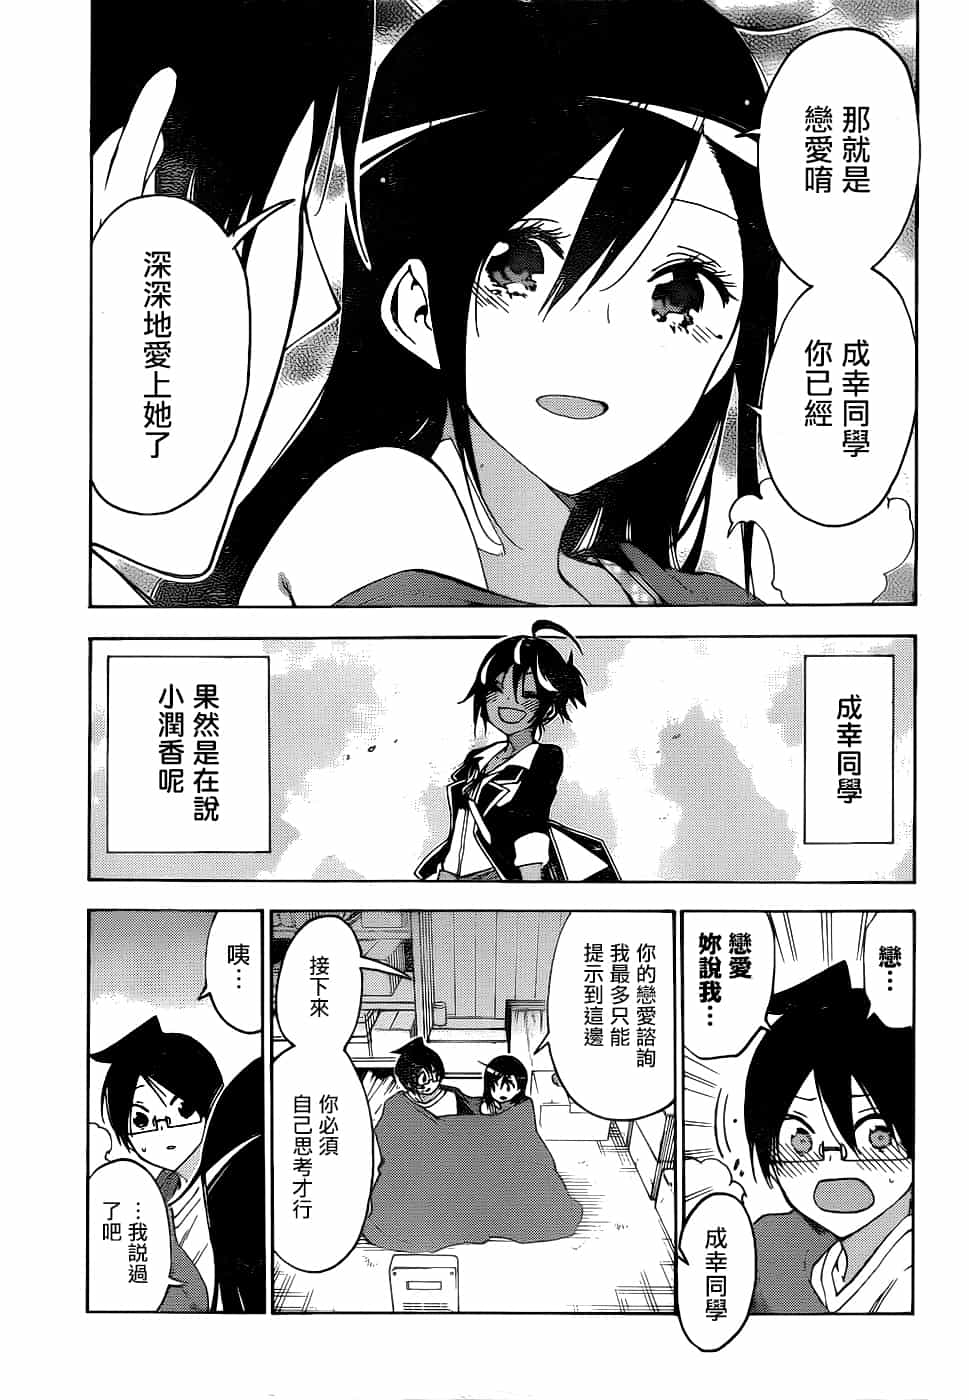 那就是
戀愛唷
成幸同學
你已經
深深地愛上她了
成幸同學
果然是在說
小潤香呢
戀…
戀愛
妳說我…
成幸同學
你的戀愛諮詢
我最多只能
提示到這邊
接下來
你必須
自己思考才行
咦…
…我説過
了吧